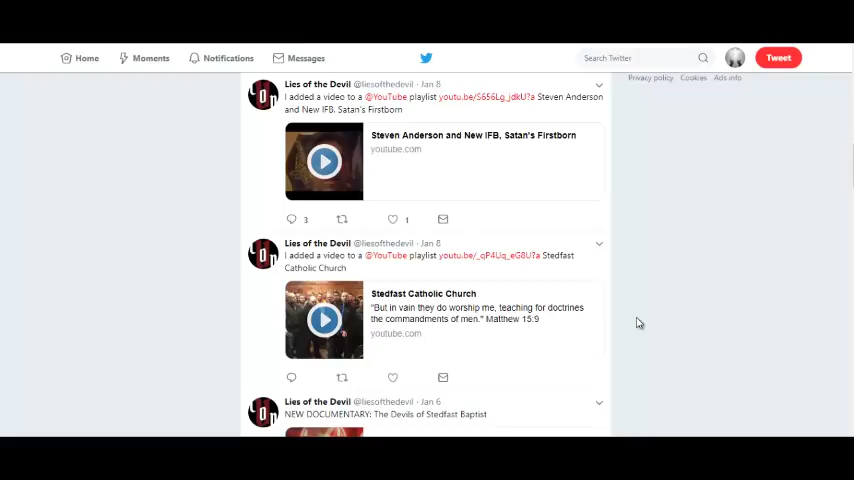 Home Moments Notifications Messages Search Twitter Tweet
Privacy policy Cookies Ads info
Lies of the Devil @liesofthedevil · Jan 8
I added a video to a @YouTube playlist youtu.be/S656Lg_jdkU?a Steven Anderson
and New IFB, Satan's Firstborn
Steven Anderson and New IFB, Satan's Firstborn
youtube.com
3 1
Lies of the Devil @liesofthedevil · Jan 8
I added a video to a @YouTube playlist youtu.be/_qP4Uq_eG8U?a Stedfast
Catholic Church
Stedfast Catholic Church
"But in vain they do worship me, teaching for doctrines
the commandments of men." Matthew 15:9
youtube.com
Lies of the Devil @liesofthedevil · Jan 6
NEW DOCUMENTARY: The Devils of Stedfast Baptist